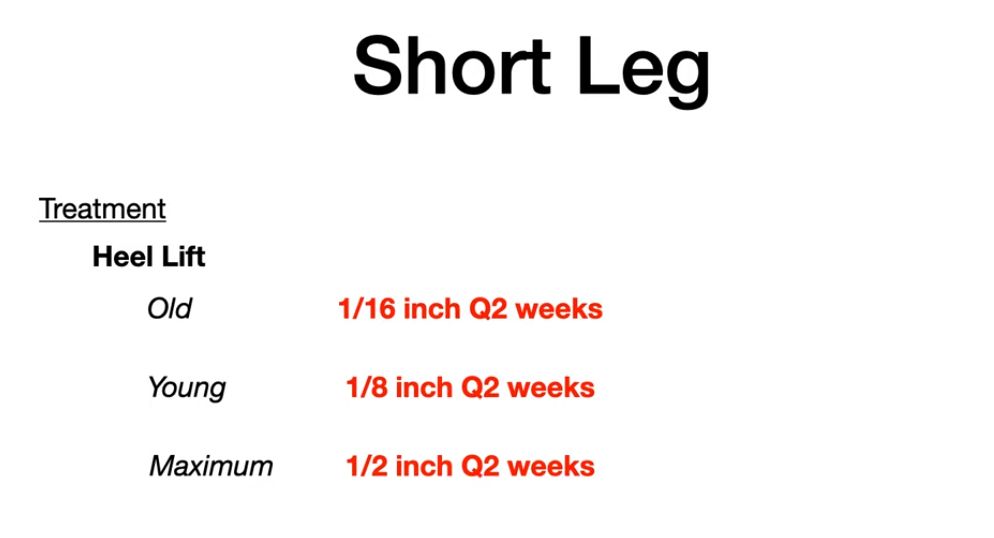 Short Leg
Treatment
Heel Lift
Old 1/16 inch Q2 weeks
Young 1/8 inch Q2 weeks
Maximum 1/2 inch Q2 weeks